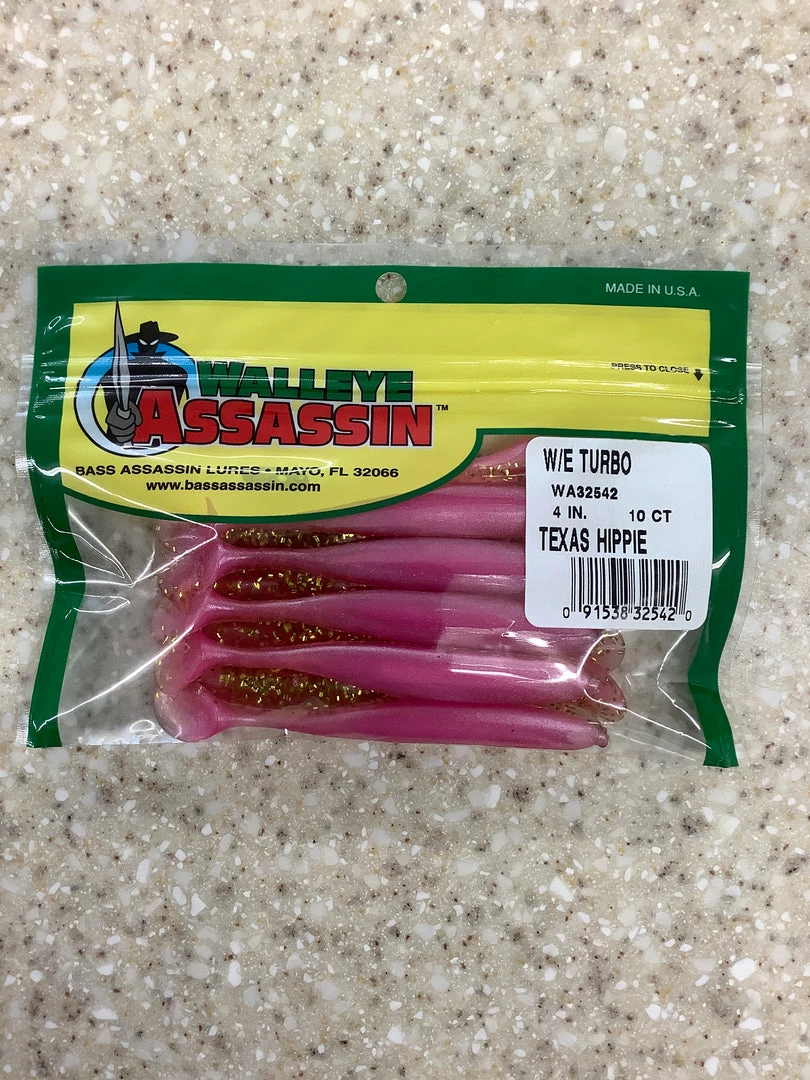 MADE IN U.S.A.
PRESS TO CLOSE
WALLEYE
ASSASSIN™
BASS ASSASSIN LURES • MAYO, FL 32066
www.bassassassin.com
W/E TURBO
WA32542
4 IN. 10 CT
TEXAS HIPPIE
0 91538 32542 0